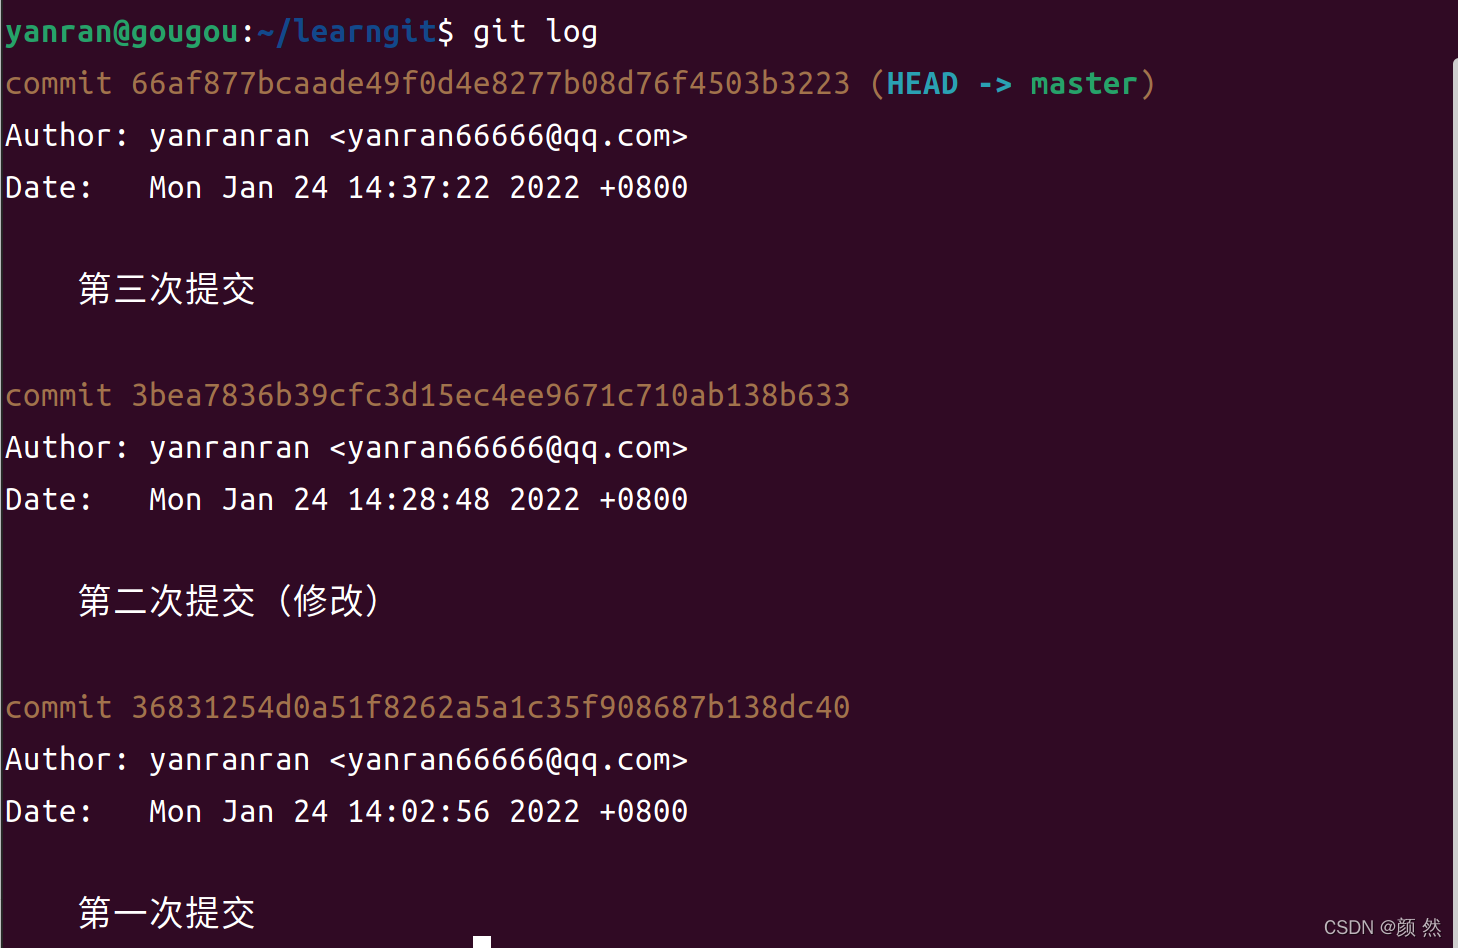 yanran@gougou:~/learngit$ git log
commit 66af877bcaade49f0d4e8277b08d76f4503b3223 (HEAD -> master)
Author: yanranran <yanran66666@qq.com>
Date:   Mon Jan 24 14:37:22 2022 +0800
第三次提交
commit 3bea7836b39cfc3d15ec4ee9671c710ab138b633
Author: yanranran <yanran66666@qq.com>
Date:   Mon Jan 24 14:28:48 2022 +0800
第二次提交（修改）
commit 36831254d0a51f8262a5a1c35f908687b138dc40
Author: yanranran <yanran66666@qq.com>
Date:   Mon Jan 24 14:02:56 2022 +0800
第一次提交
CSDN @颜 然